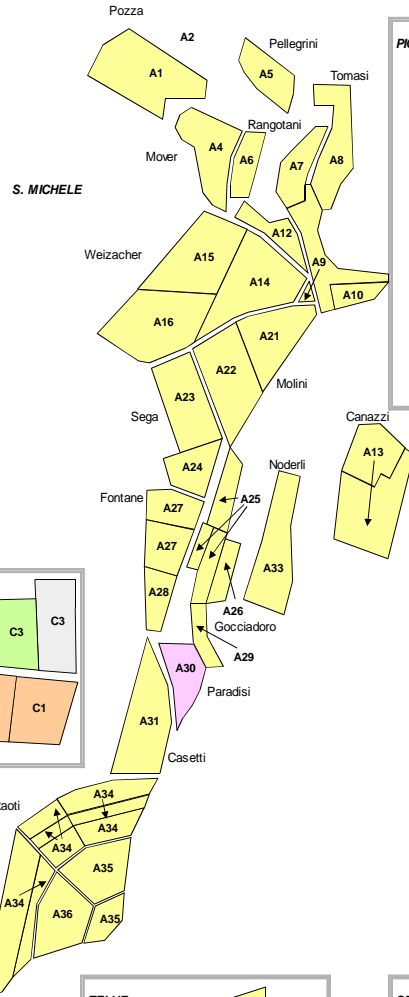 Pozza
A2
Pellegrini
PI
A1
A5
Tomasi
Rangotani
A4
A6
A7
A8
Mover
S. MICHELE
A12
Weizacher
A15
A9
A14
A10
A16
A21
A22
A23
Molini
Sega
Canazzi
A13
A24
Noderli
Fontane
A25
A27
A27
A33
A28
A26
Gocciadoro
C3
C3
A29
A30
Paradisi
C1
A31
Casetti
aoti
A34
A34
A34
A35
A34
A36
A35